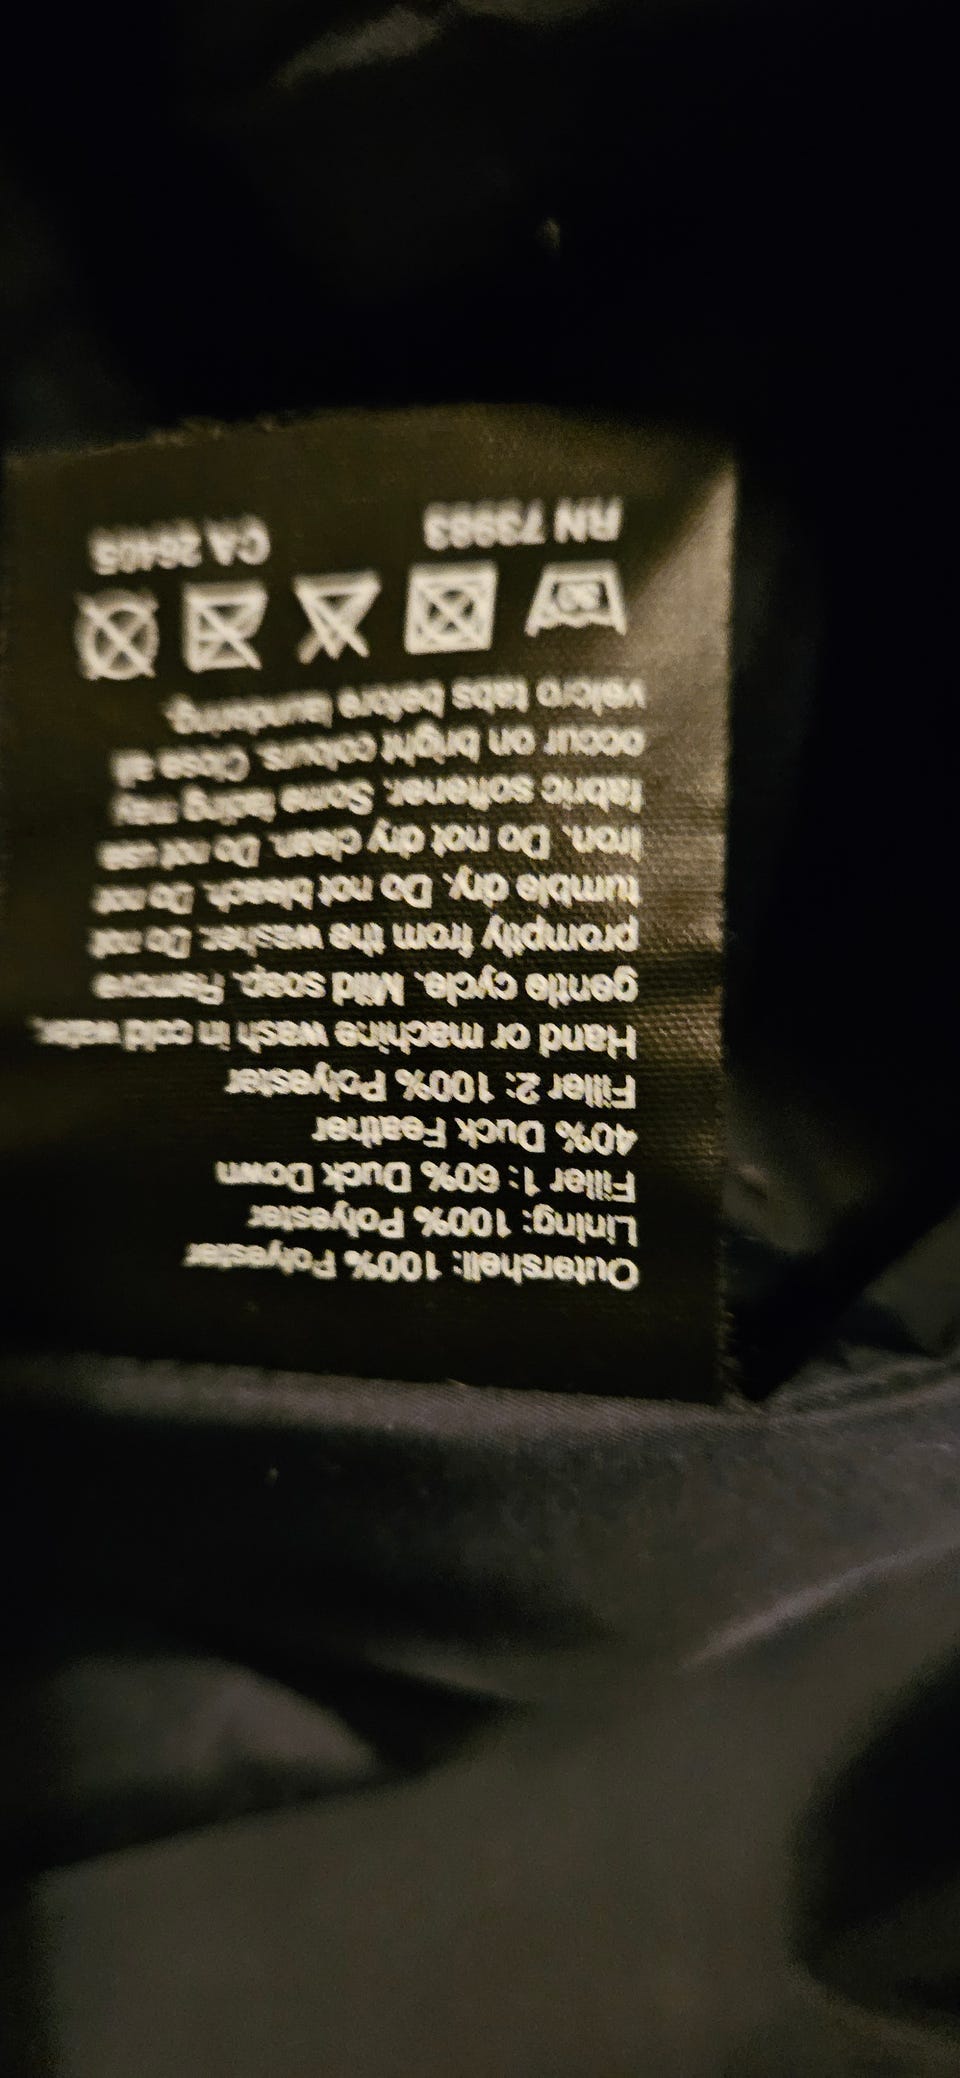 Outershell: 100% Polyester
Lining: 100% Polyester
Filler 1: 60% Duck Down
40% Duck Feather
Filler 2: 100% Polyester
Hand or machine wash in cold water,
gentle cycle. Mild soap. Remove
promptly from the washer. Do not
tumble dry. Do not bleach. Do not
iron. Do not dry clean. Do not use
fabric softener. Some fading may
occur on bright colours. Close all
velcro tabs before laundering.
30°
RN 73983 CA 26405